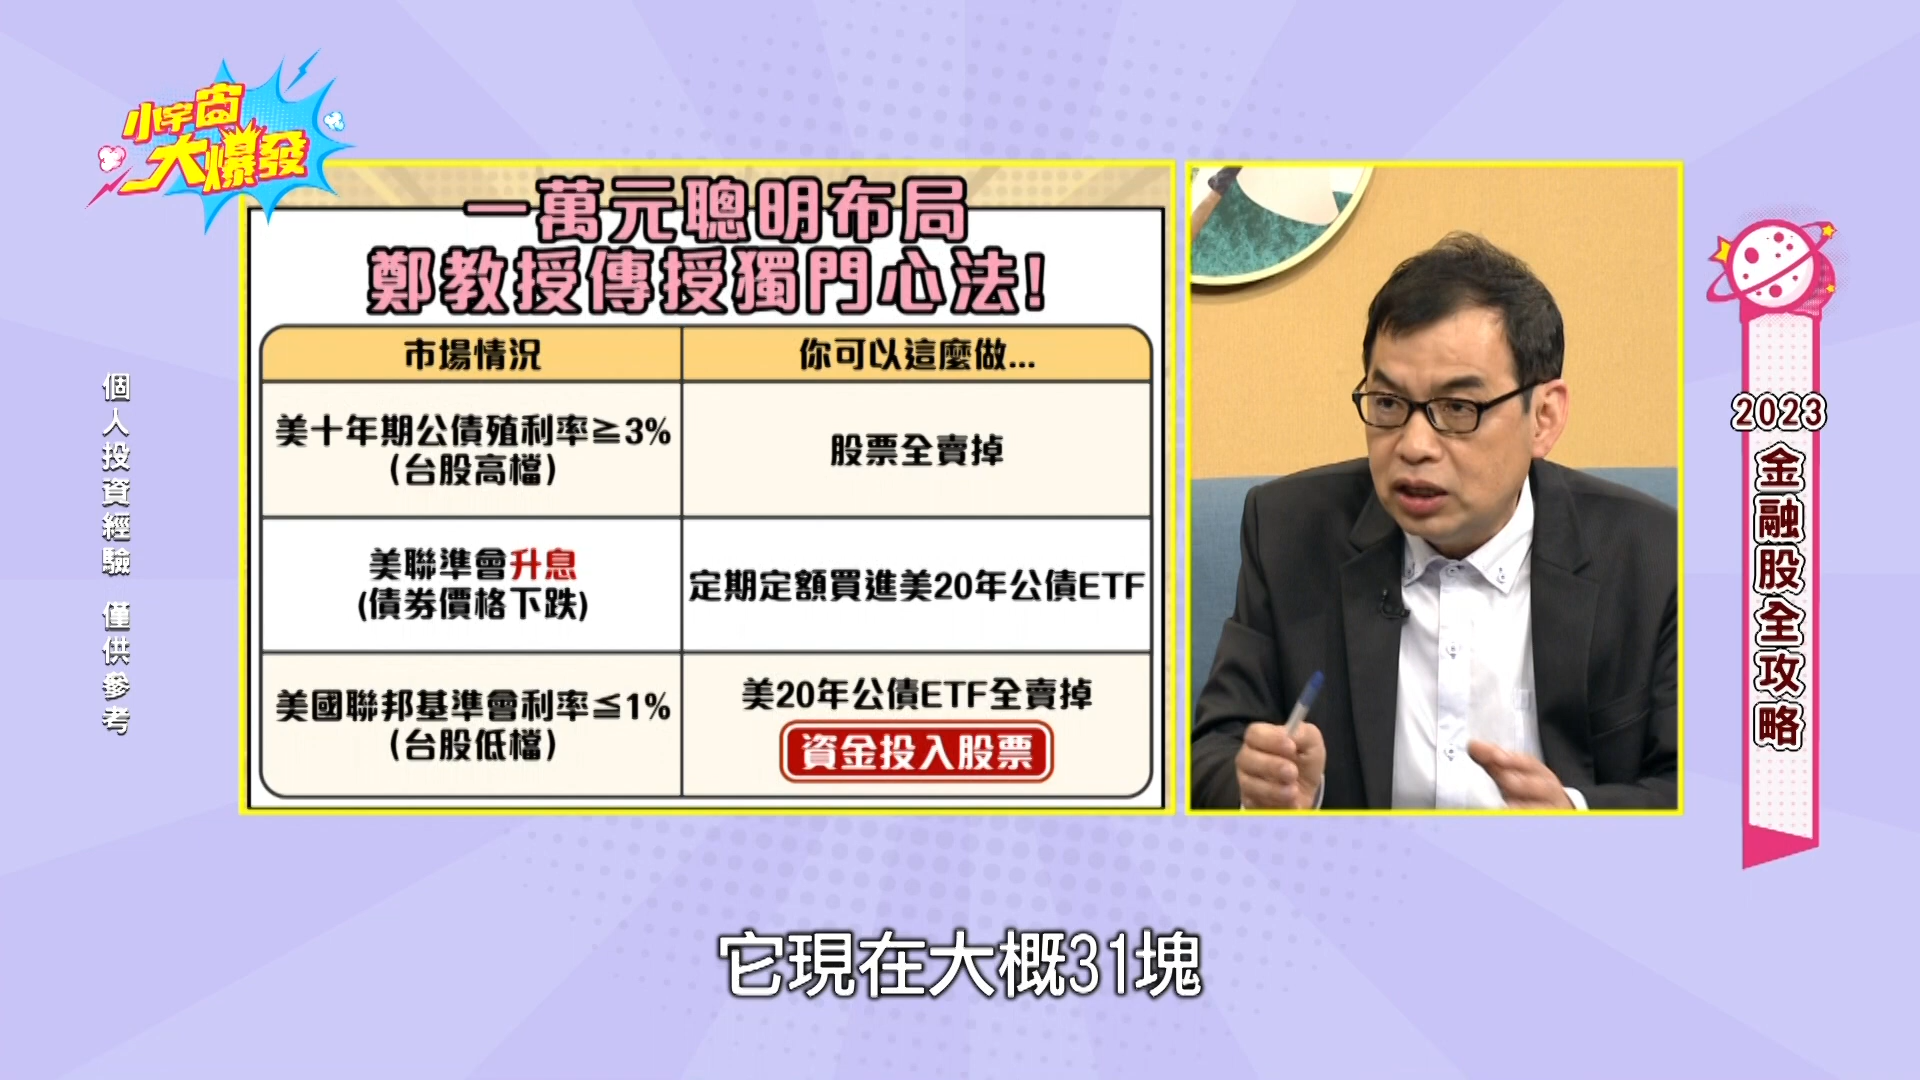 小宇宙
大爆發
一萬元聰明布局
鄭教授傳授獨門心法!
市場情況
你可以這麼做...
美十年期公債殖利率≧3%
(台股高檔)
股票全賣掉
美聯準會升息
(債券價格下跌)
定期定額買進美20年公債ETF
美國聯邦基準會利率≦1%
(台股低檔)
美20年公債ETF全賣掉
資金投入股票
個人投資經驗 僅供參考
2023金融股全攻略
它現在大概31塊